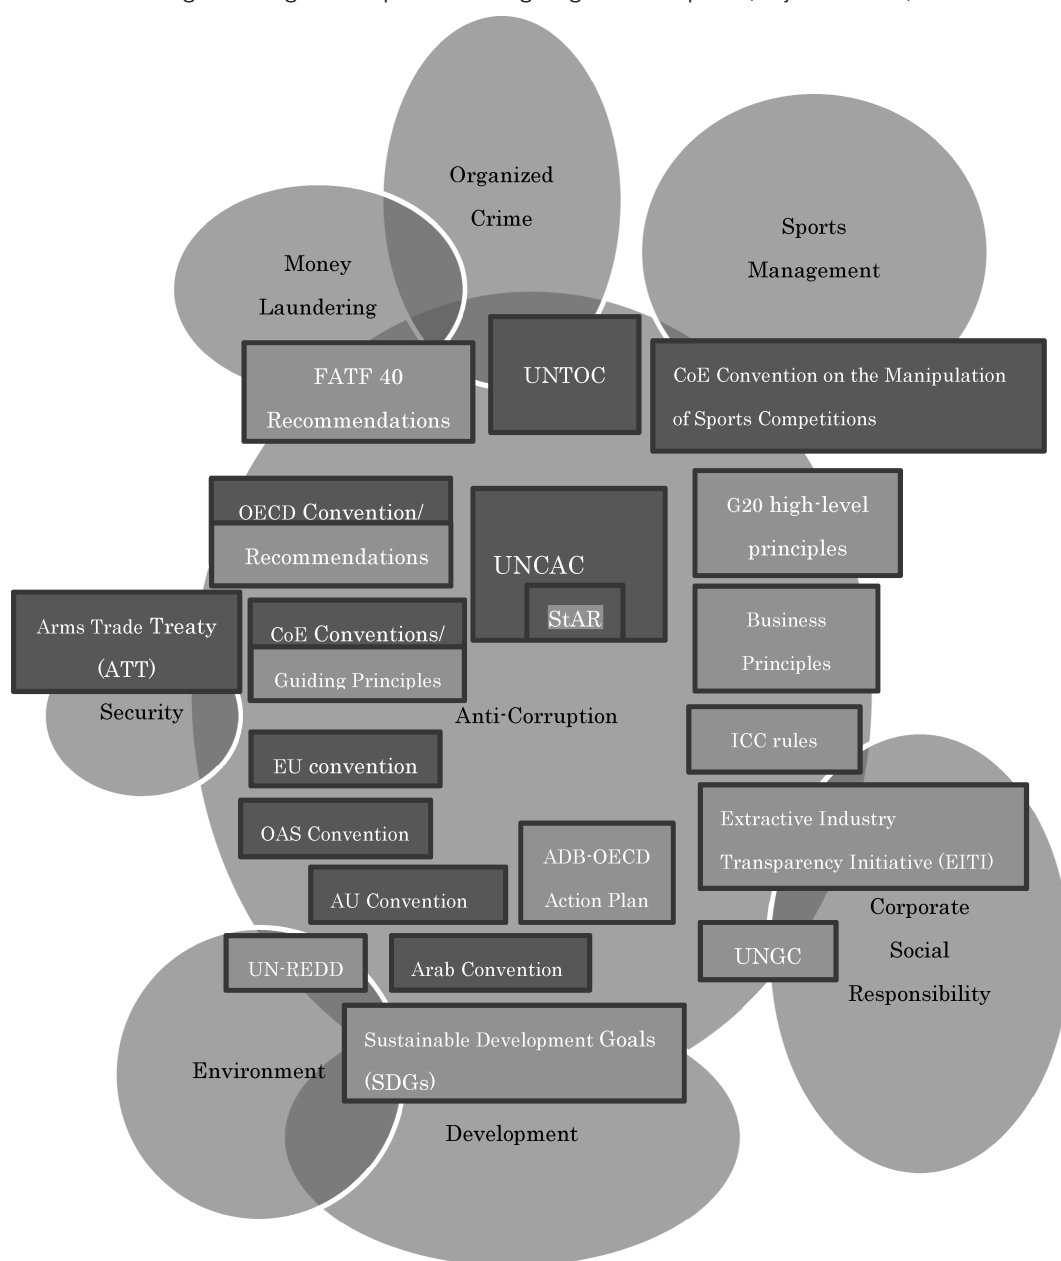 Organized
Crime
Sports
Management
Money
Laundering
FATF 40
Recommendations
UNTOC
CoE Convention on the Manipulation
of Sports Competitions
OECD Convention/
Recommendations
UNCAC
StAR
G20 high-level
principles
Arms Trade Treaty
(ATT)
Security
CoE Conventions/
Guiding Principles
Business
Principles
Anti-Corruption
ICC rules
EU convention
OAS Convention
ADB-OECD
Action Plan
Extractive Industry
Transparency Initiative (EITI)
Corporate
Social
Responsibility
AU Convention
UNGC
UN-REDD
Arab Convention
Sustainable Development Goals
(SDGs)
Environment
Development